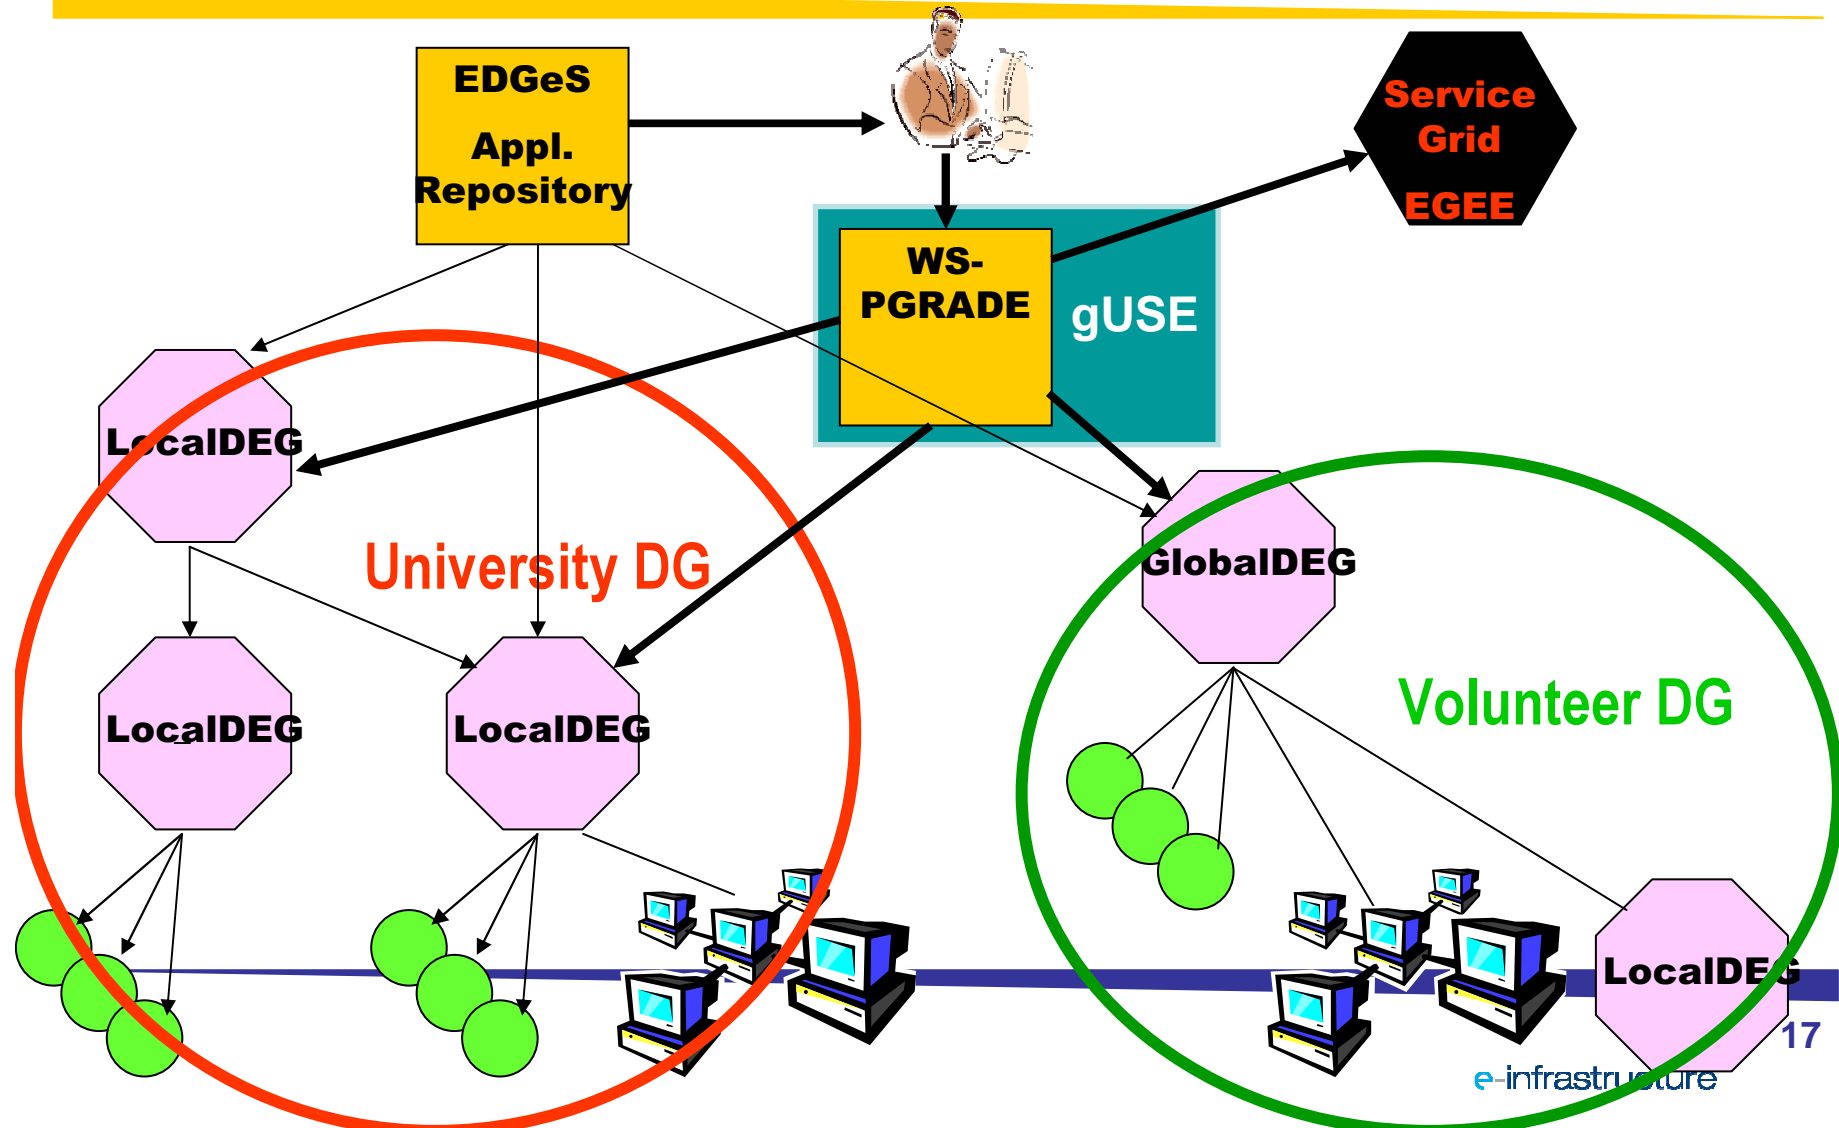 EDGeS
Appl.
Repository
Service
Grid
EGEE
WS-
PGRADE
gUSE
LocalDEG
University DG
GlobalDEG
Volunteer DG
LocalDEG
LocalDEG
LocalDEG
17
e-infrastructure